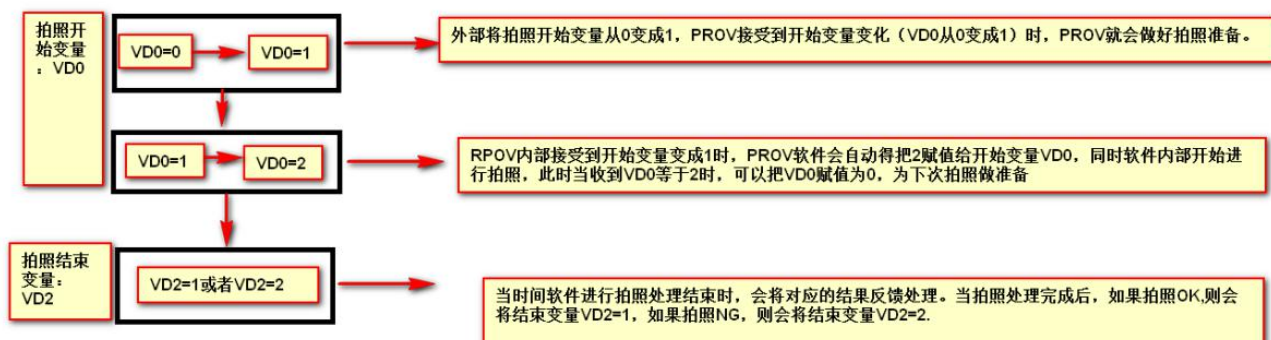 拍照开
始变量
：VD0
VD0=0
VD0=1
外部将拍照开始变量从0变成1，PROV接受到开始变量变化（VD0从0变成1）时，PROV就会做好拍照准备。
VD0=1
VD0=2
RPOV内部接受到开始变量变成1时，PROV软件会自动得把2赋值给开始变量VD0，同时软件内部开始进
行拍照，此时当收到VD0等于2时，可以把VD0赋值为0，为下次拍照做准备
拍照结束
变量：
VD2
VD2=1或者VD2=2
当时间软件进行拍照处理结束时，会将对应的结果反馈处理。当拍照处理完成后，如果拍照OK,则会
将结束变量VD2=1，如果拍照NG，则会将结束变量VD2=2.